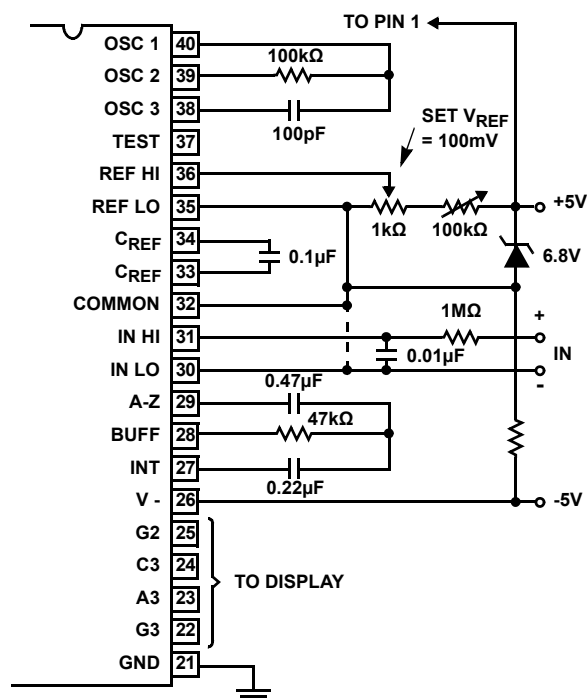 TO PIN 1
OSC 1 40
100kΩ
OSC 2 39
OSC 3 38
100pF
TEST 37
SET VREF
= 100mV
REF HI 36
REF LO 35
1kΩ
100kΩ
+5V
CREF 34
0.1µF
6.8V
CREF 33
COMMON 32
1MΩ
+
IN HI 31
0.01µF
IN
IN LO 30
-
0.47µF
A-Z 29
47kΩ
BUFF 28
INT 27
0.22µF
V - 26
-5V
G2 25
C3 24
TO DISPLAY
A3 23
G3 22
GND 21